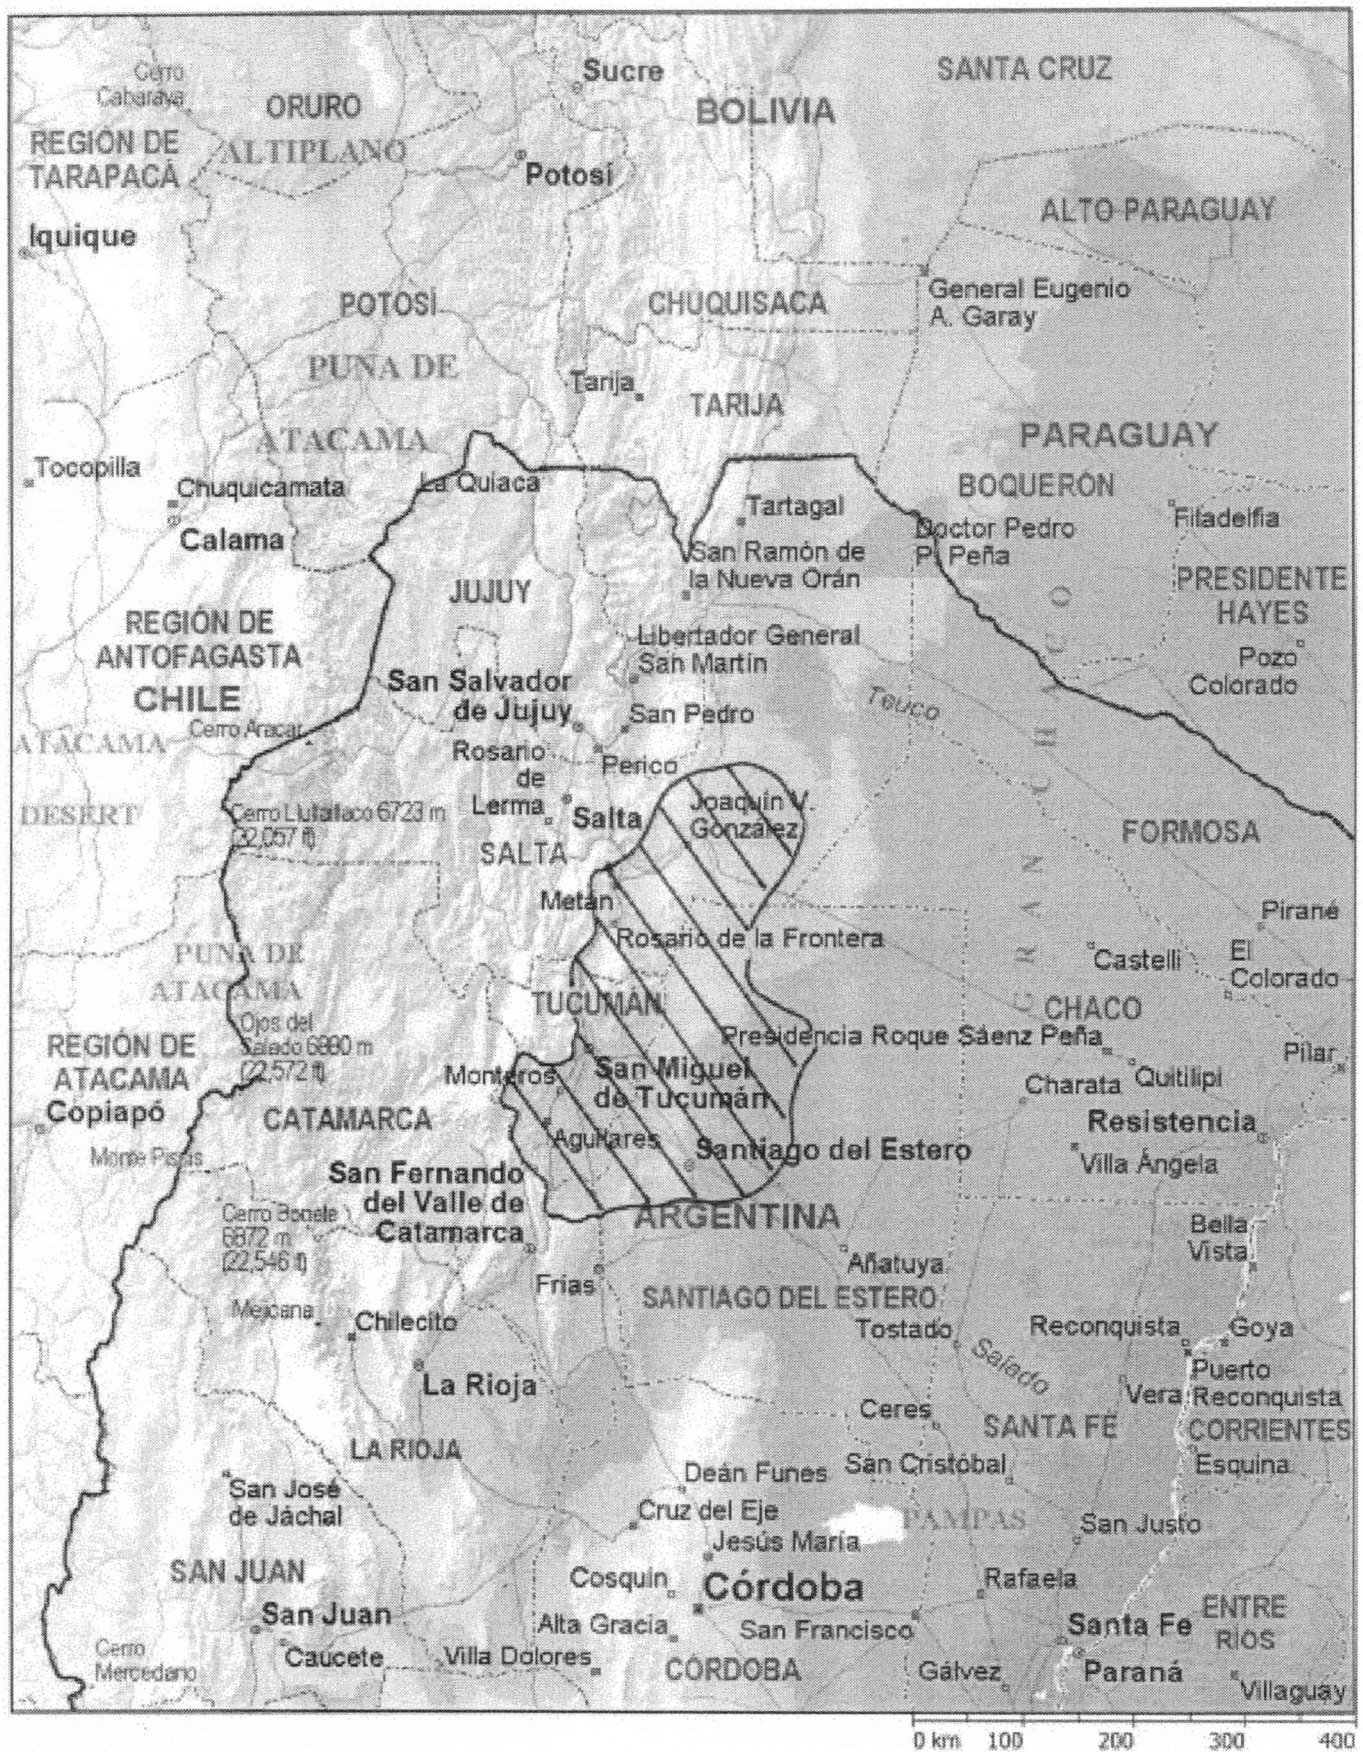 Cerro
Cabaraya
ORURO
ALTIPLANO
Sucre
BOLIVIA
SANTA CRUZ
REGIÓN DE
TARAPACÁ
Potosí
Iquique
ALTO PARAGUAY
POTOSÍ
CHUQUISACA
General Eugenio
A. Garay
PUNA DE
ATACAMA
Tarija
TARIJA
PARAGUAY
BOQUERÓN
Tocopilla
Chuquicamata
Calama
La Quiaca
Tartagal
Doctor Pedro
P. Peña
Filadelfia
San Ramón de
la Nueva Orán
JUJUY
PRESIDENTE
HAYES
REGIÓN DE
ANTOFAGASTA
CHILE
Libertador General
San Martín
Pozo
Colorado
San Salvador
de Jujuy
San Pedro
Teuco
GRAN CHACO
Cerro Aracar
ATACAMA
DESERT
Rosario
de
Lerma
Perico
Salta
Joaquín V.
González
Cerro Llullaillaco 6723 m
(22,057 ft)
SALTA
FORMOSA
Metán
Rosario de la Frontera
Pirané
Castelli
El
Colorado
PUNA DE
ATACAMA
TUCUMÁN
CHACO
Ojos del
Salado 6880 m
(22,572 ft)
REGIÓN DE
ATACAMA
Copiapó
Presidencia Roque Sáenz Peña
Pilar
Monteros
San Miguel
de Tucumán
Charata
Quitilipi
CATAMARCA
Resistencia
Aguilares
Santiago del Estero
Villa Ángela
Monte Pissis
San Fernando
del Valle de
Catamarca
Cerro Bonete
6872 m
(22,546 ft)
ARGENTINA
Bella
Vista
Frías
Añatuya
SANTIAGO DEL ESTERO
Mejicana
Chilecito
Tostado
Salado
Reconquista
Goya
Puerto
Reconquista
Vera
La Rioja
Ceres
SANTA FE
CORRIENTES
LA RIOJA
Deán Funes
San Cristóbal
Esquina
San José
de Jáchal
Cruz del Eje
PAMPAS
San Justo
Jesús María
SAN JUAN
Cosquín
Córdoba
Rafaela
San Juan
Alta Gracia
San Francisco
Santa Fe
ENTRE
RÍOS
Cerro
Mercedario
Caucete
Villa Dolores
CÓRDOBA
Gálvez
Paraná
Villaguay
0 km 100 200 300 400